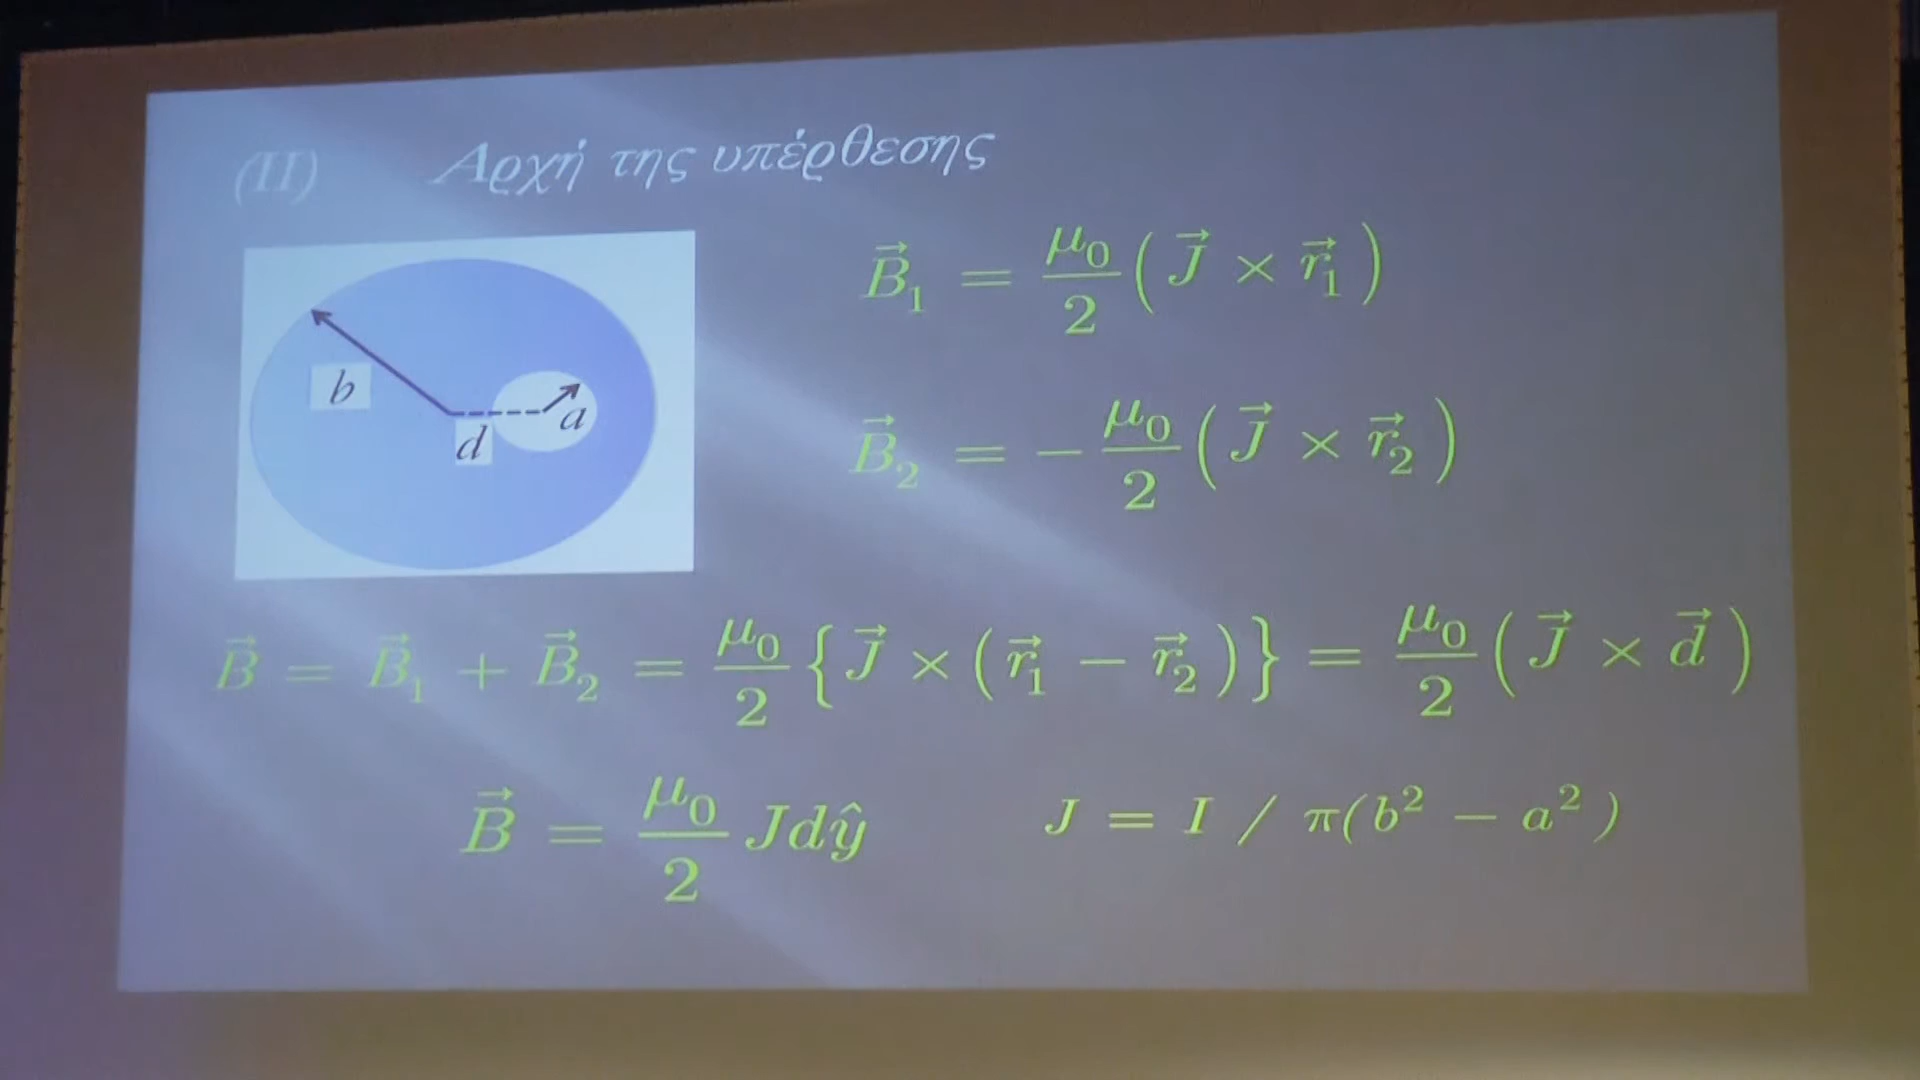 (II) Αρχή της υπέρθεσης
b
d
a
$\vec{B}_1 = \frac{\mu_0}{2}(\vec{J} \times \vec{r}_1)$
$\vec{B}_2 = -\frac{\mu_0}{2}(\vec{J} \times \vec{r}_2)$
$\vec{B} = \vec{B}_1 + \vec{B}_2 = \frac{\mu_0}{2}\{\vec{J} \times (\vec{r}_1 - \vec{r}_2)\} = \frac{\mu_0}{2}(\vec{J} \times \vec{d})$
$\vec{B} = \frac{\mu_0}{2} J d \hat{y}$ $J = I / \pi(b^2 - a^2)$